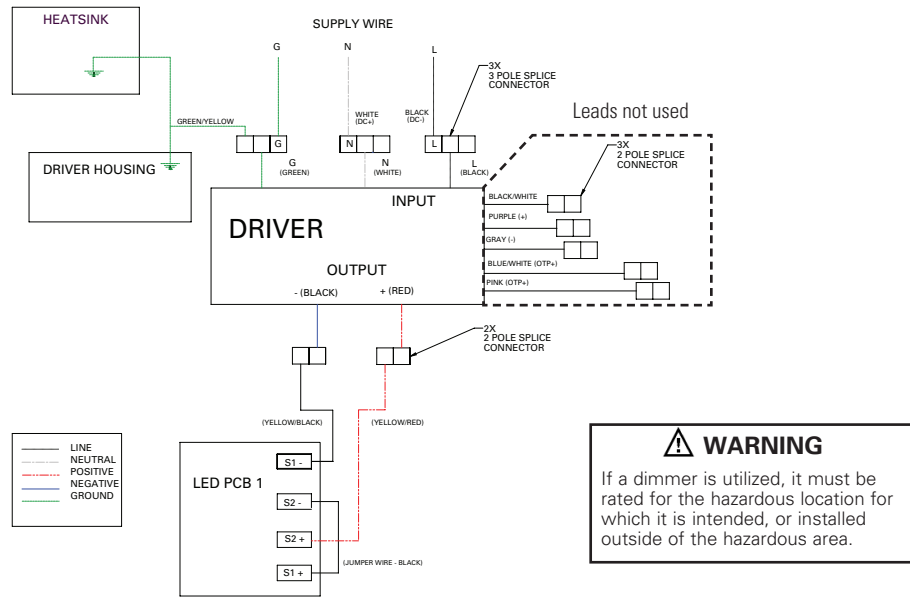 HEATSINK
SUPPLY WIRE
G
N
L
3X
3 POLE SPLICE
CONNECTOR
WHITE
(DC+)
BLACK
(DC-)
Leads not used
GREEN/YELLOW
G
N
L
3X
2 POLE SPLICE
CONNECTOR
DRIVER HOUSING
G
(GREEN)
N
(WHITE)
L
(BLACK)
INPUT
BLACK/WHITE
PURPLE (+)
DRIVER
GRAY (-)
BLUE/WHITE (OTP+)
OUTPUT
PINK (OTP+)
- (BLACK)
+ (RED)
2X
2 POLE SPLICE
CONNECTOR
(YELLOW/BLACK)
(YELLOW/RED)
LINE
NEUTRAL
POSITIVE
NEGATIVE
GROUND
LED PCB 1
S1 -
S2 -
S2 +
S1 +
(JUMPER WIRE - BLACK)
WARNING
If a dimmer is utilized, it must be
rated for the hazardous location for
which it is intended, or installed
outside of the hazardous area.